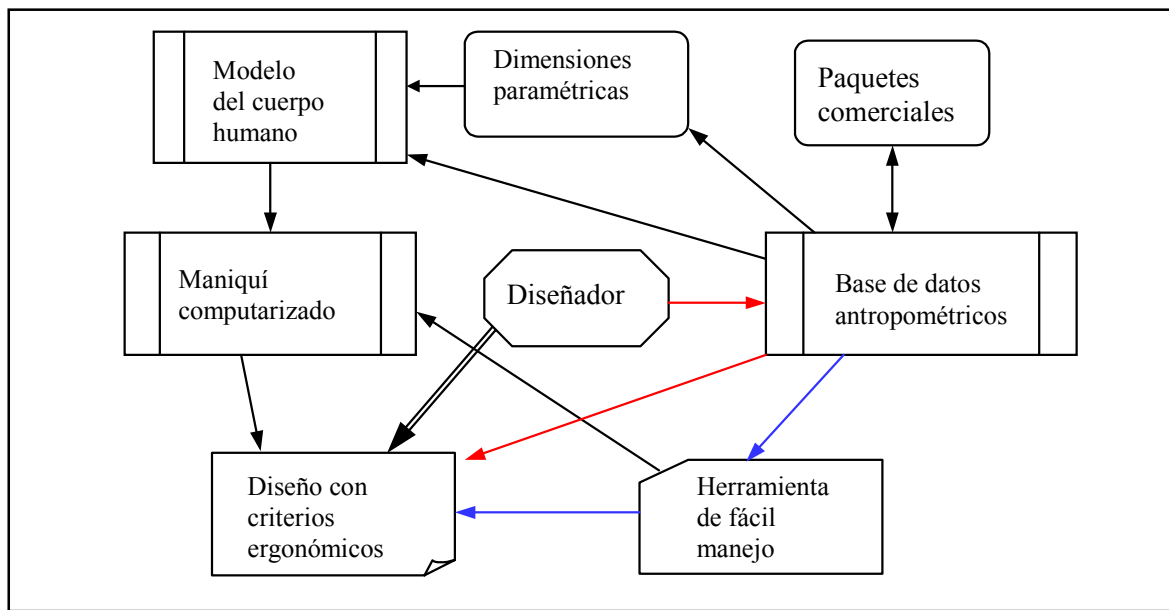 Modelo
del cuerpo
humano
Dimensiones
paramétricas
Paquetes
comerciales
Maniquí
computarizado
Diseñador
Base de datos
antropométricos
Diseño con
criterios
ergonómicos
Herramienta
de fácil
manejo